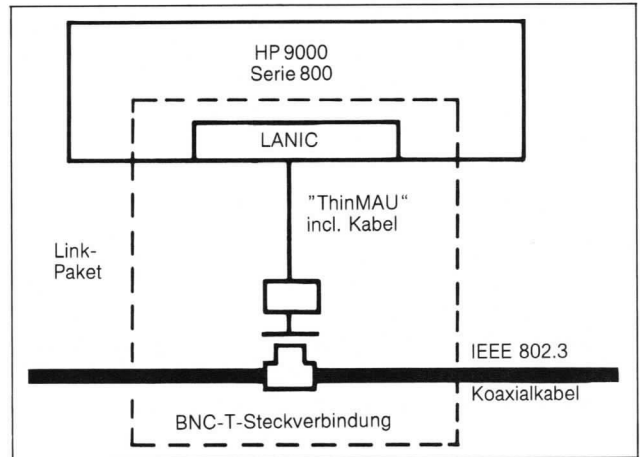 HP 9000
Serie 800
LANIC
"ThinMAU“
incl. Kabel
Link-
Paket
IEEE 802.3
Koaxialkabel
BNC-T-Steckverbindung